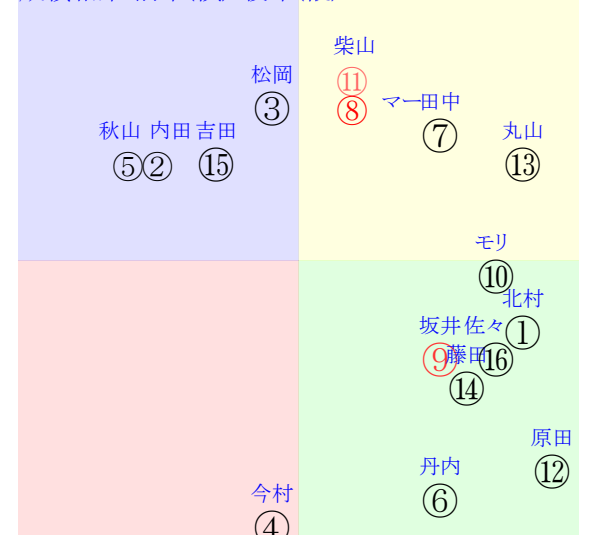 柴山
松岡
⑪
⑧
マー田中
③
⑦
秋山 内田 吉田
丸山
⑤② ⑮
⑬
モリ
⑩
北村
坂井 佐々
①
⑨ 藤田 ⑯
⑭
原田
丹内
⑫
今村
⑥
④